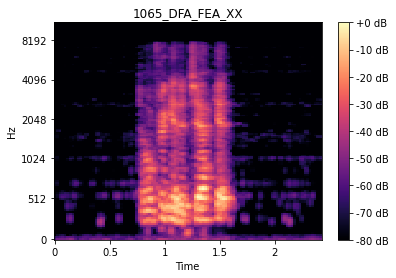 1065_DFA_FEA_XX
8192
4096
2048
1024
512
0
Hz
0 0.5 1 1.5 2
Time
+0 dB
-10 dB
-20 dB
-30 dB
-40 dB
-50 dB
-60 dB
-70 dB
-80 dB